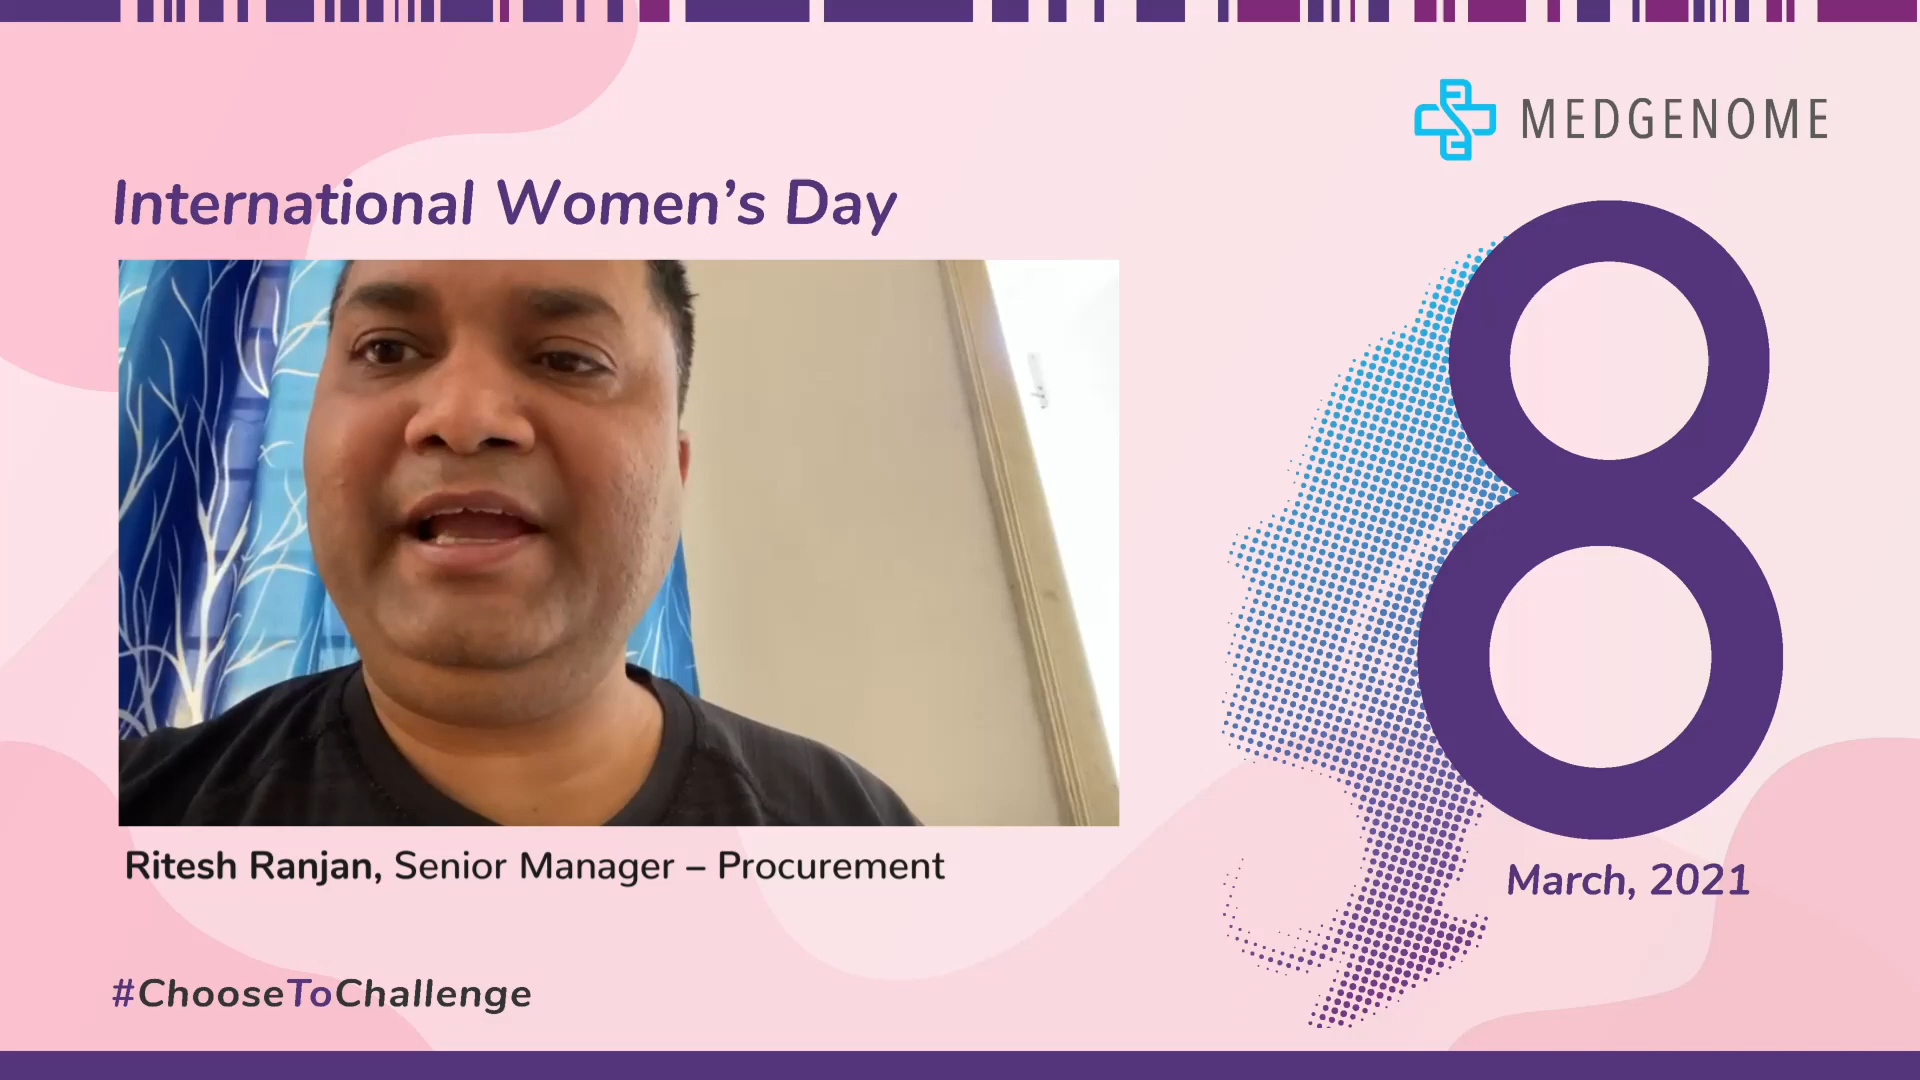 MEDGENOME
International Women’s Day
8
Ritesh Ranjan, Senior Manager – Procurement
March, 2021
#ChooseToChallenge